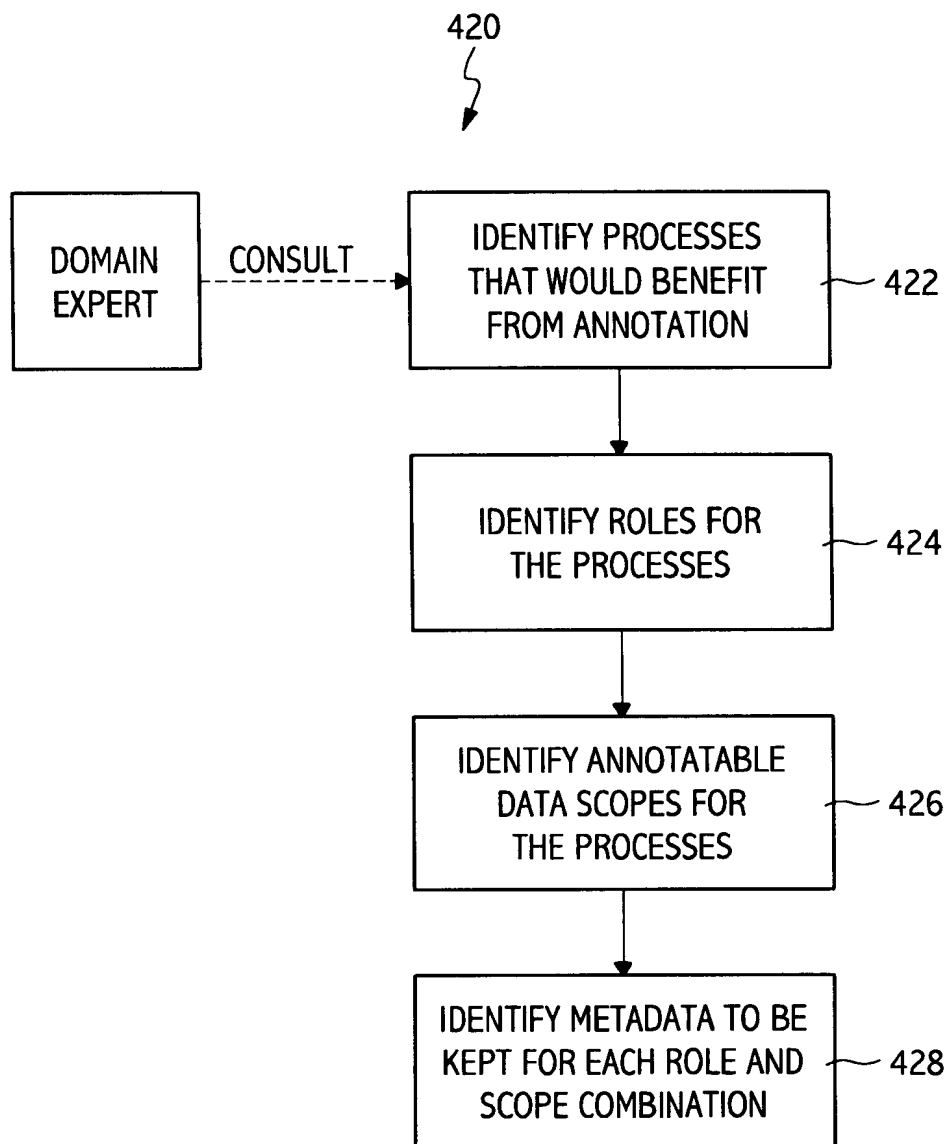 420
DOMAIN
EXPERT
CONSULT
IDENTIFY PROCESSES
THAT WOULD BENEFIT
FROM ANNOTATION
422
IDENTIFY ROLES FOR
THE PROCESSES
424
IDENTIFY ANNOTATABLE
DATA SCOPES FOR
THE PROCESSES
426
IDENTIFY METADATA TO BE
KEPT FOR EACH ROLE AND
SCOPE COMBINATION
428